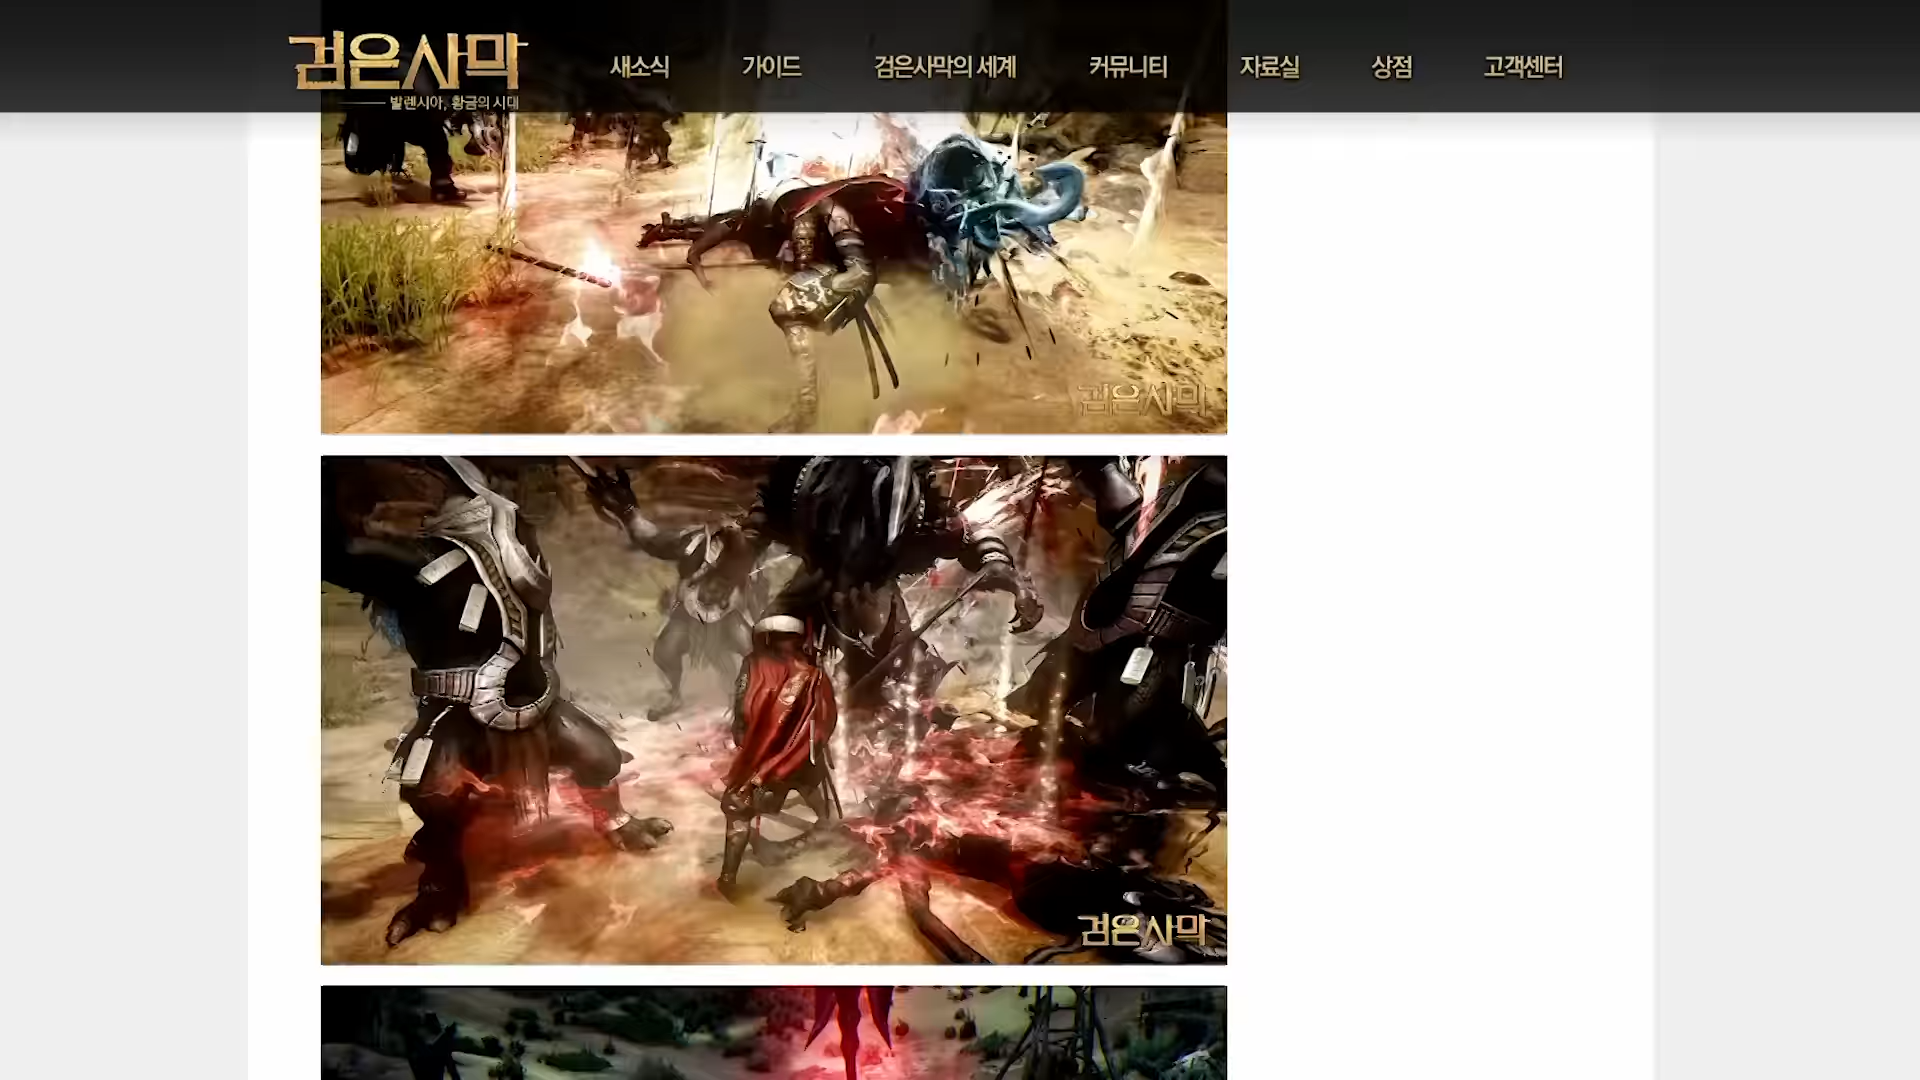 검은사막
발렌시아, 황금의 시대
새소식
가이드
검은사막의 세계
커뮤니티
자료실
상점
고객센터
검은사막
검은사막